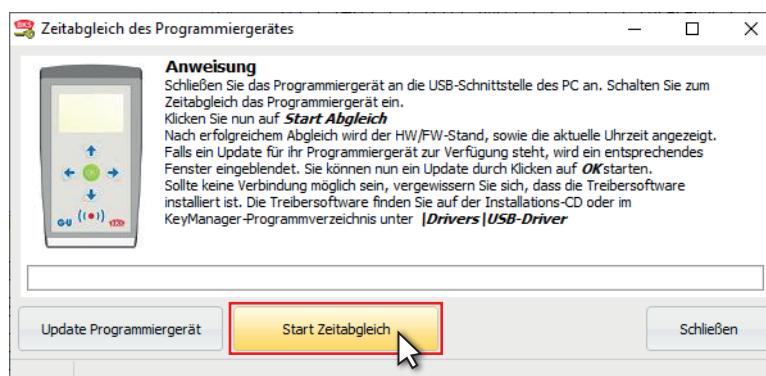 BKS
Zeitabgleich des Programmiergerätes
Anweisung
Schließen Sie das Programmiergerät an die USB-Schnittstelle des PC an. Schalten Sie zum
Zeitabgleich das Programmiergerät ein.
Klicken Sie nun auf Start Abgleich
Nach erfolgreichem Abgleich wird der HW/FW-Stand, sowie die aktuelle Uhrzeit angezeigt.
Falls ein Update für ihr Programmiergerät zur Verfügung steht, wird ein entsprechendes
Fenster eingeblendet. Sie können nun ein Update durch Klicken auf OK starten.
Sollte keine Verbindung möglich sein, vergewissern Sie sich, dass die Treibersoftware
installiert ist. Die Treibersoftware finden Sie auf der Installations-CD oder im
KeyManager-Programmverzeichnis unter |Drivers|USB-Driver
G-U
BKS
Update Programmiergerät
Start Zeitabgleich
Schließen